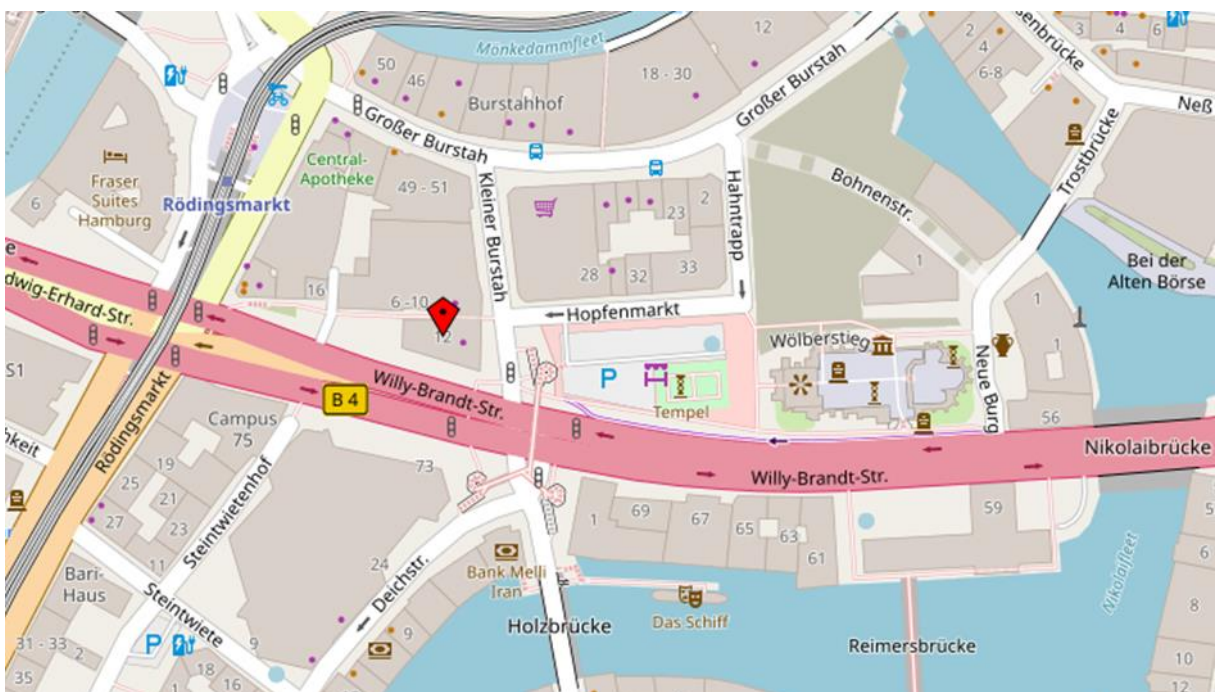 Mönkedammfleet
12
50
46
18 - 30
2
4
3
4
6
6-8
Burstahhof
Großer Burstah
Großer Burstah
Neß
Trostbrücke
Central-
Apotheke
49 - 51
Kleiner Burstah
Hahntrapp
Bohnenstr.
Fraser
Suites
Hamburg
6
Rödingsmarkt
23
2
28
32
33
1
1
Bei der
Alten Börse
16
6 -10
12
Hopfenmarkt
Wölberstieg
Neue Burg
1
dwig-Erhard-Str.
S1
Rödingsmarkt
B 4
Willy-Brandt-Str.
P
Tempel
56
Nikolaibrücke
Campus
75
73
Willy-Brandt-Str.
hkeit
19
25
21
27
23
Steintwietenhof
1
69
67
65
63
61
59
Nikolaifleet
24
Deichstr.
Bank Melli
Iran
Bari-
Haus
11
Steintwiete
Holzbrücke
Das Schiff
Reimersbrücke
5
6
8
10
12
31 - 33
2
35
P
9
9
18
16
1